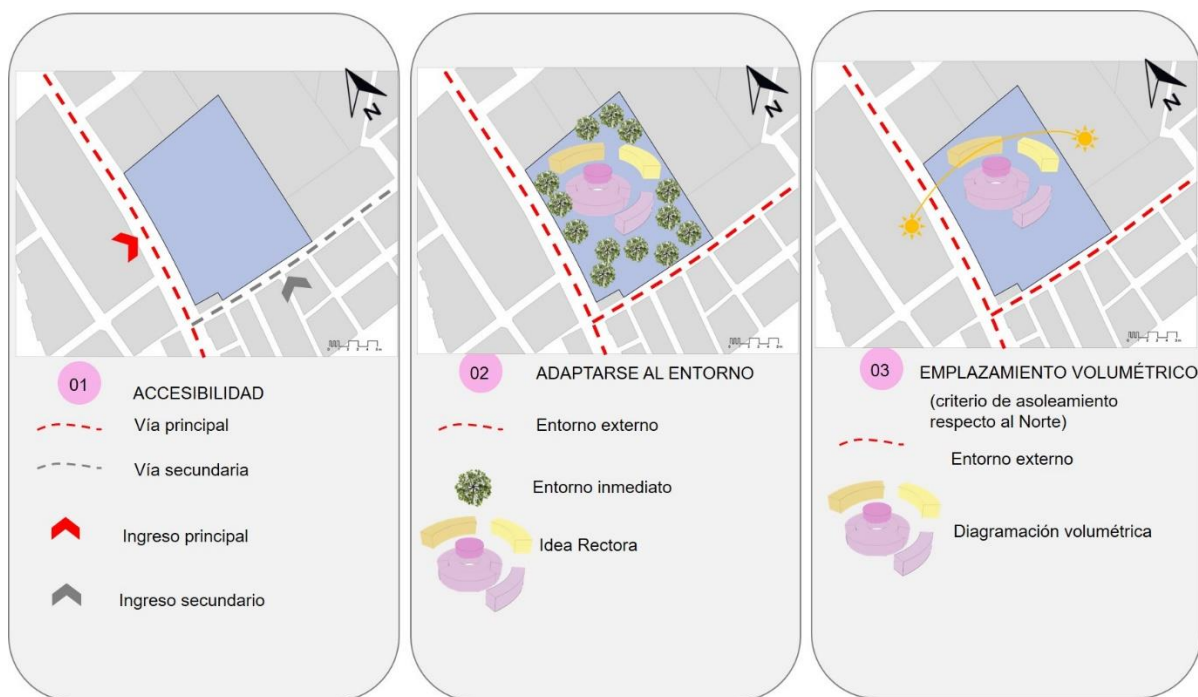 N
01
ACCESIBILIDAD
Vía principal
Vía secundaria
Ingreso principal
Ingreso secundario
N
02
ADAPTARSE AL ENTORNO
Entorno externo
Entorno inmediato
Idea Rectora
N
03
EMPLAZAMIENTO VOLUMÉTRICO
(criterio de asoleamiento
respecto al Norte)
Entorno externo
Diagramación volumétrica